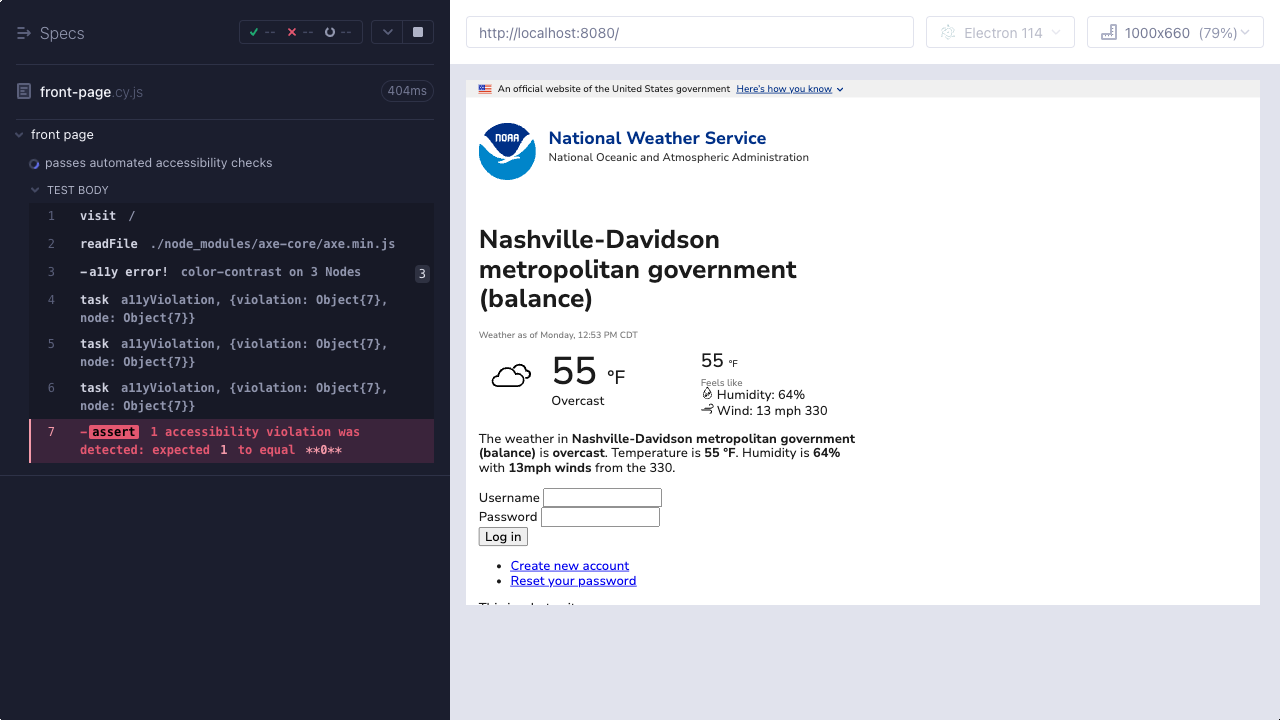 Specs
-- -- --
front-page.cy.js
404ms
front page
passes automated accessibility checks
TEST BODY
1 visit /
2 readFile ./node_modules/axe-core/axe.min.js
3 -a11y error! color-contrast on 3 Nodes 3
4 task a11yViolation, {violation: Object{7},
node: Object{7}}
5 task a11yViolation, {violation: Object{7},
node: Object{7}}
6 task a11yViolation, {violation: Object{7},
node: Object{7}}
7 -assert 1 accessibility violation was
detected: expected 1 to equal **0**
http://localhost:8080/
Electron 114
1000x660 (79%)
An official website of the United States government Here's how you know
NOAA
National Weather Service
National Oceanic and Atmospheric Administration
Nashville-Davidson
metropolitan government
(balance)
Weather as of Monday, 12:53 PM CDT
55 °F
Overcast
55 °F
Feels like
Humidity: 64%
Wind: 13 mph 330
The weather in Nashville-Davidson metropolitan government
(balance) is overcast. Temperature is 55 °F. Humidity is 64%
with 13mph winds from the 330.
Username
Password
Log in
Create new account
Reset your password